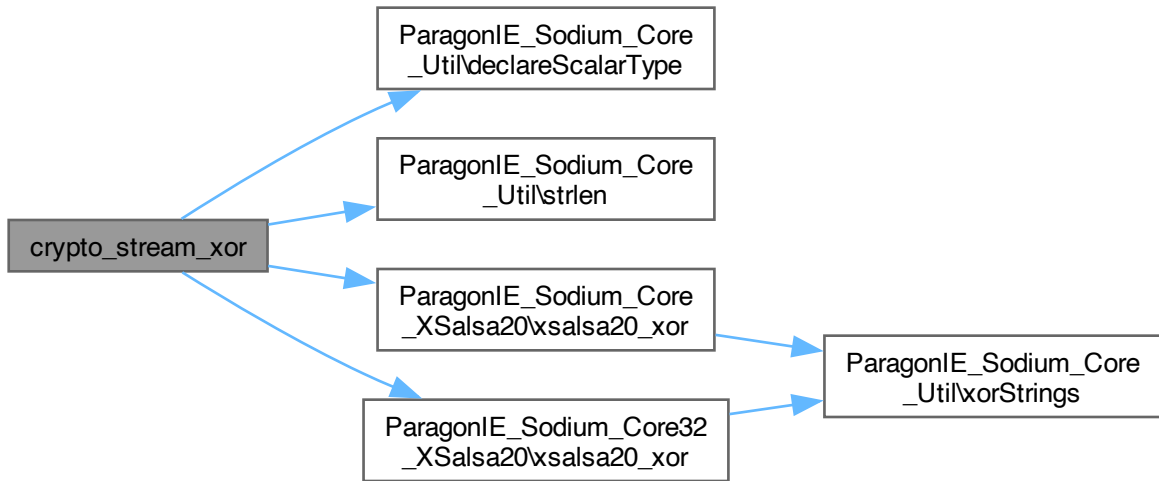 ParagonIE_Sodium_Core
_Util\declareScalarType
ParagonIE_Sodium_Core
_Util\strlen
crypto_stream_xor
ParagonIE_Sodium_Core
_XSalsa20\xsalsa20_xor
ParagonIE_Sodium_Core32
_XSalsa20\xsalsa20_xor
ParagonIE_Sodium_Core
_Util\xorStrings